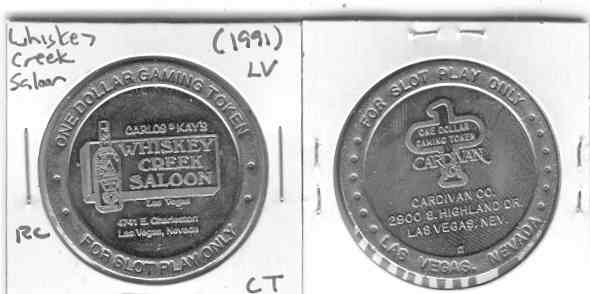 Whiskey
Creek
Saloon
(1991)
LV
ONE DOLLAR GAMING TOKEN
CARLOS & KAY'S
WHISKEY
CREEK
SALOON
Las Vegas
4741 E. Charleston
Las Vegas, Nevada
FOR SLOT PLAY ONLY
RC
CT
FOR SLOT PLAY ONLY
ONE DOLLAR
GAMING TOKEN
CARDIVAN
CARDIVAN CO.
2900 S. HIGHLAND DR.
LAS VEGAS, NEV.
LAS VEGAS, NEVADA